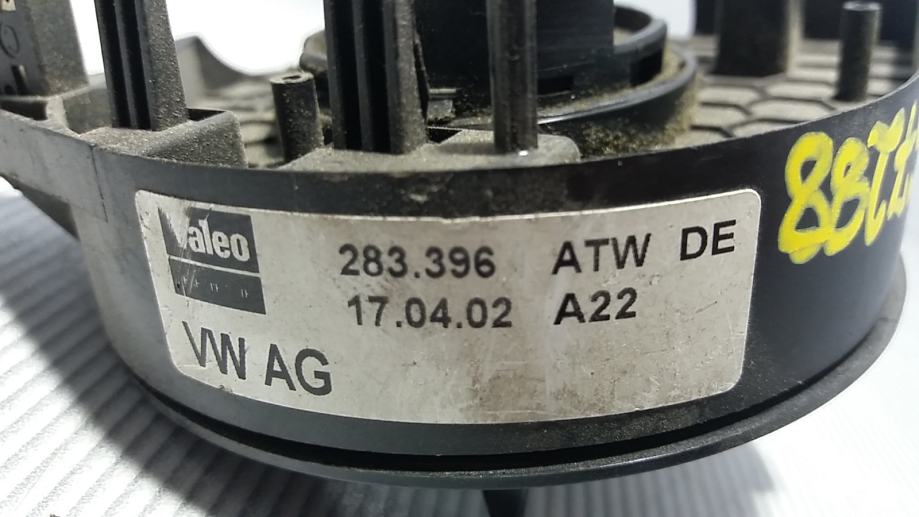 Valeo
283.396 ATW DE
17.04.02 A22
VW AG